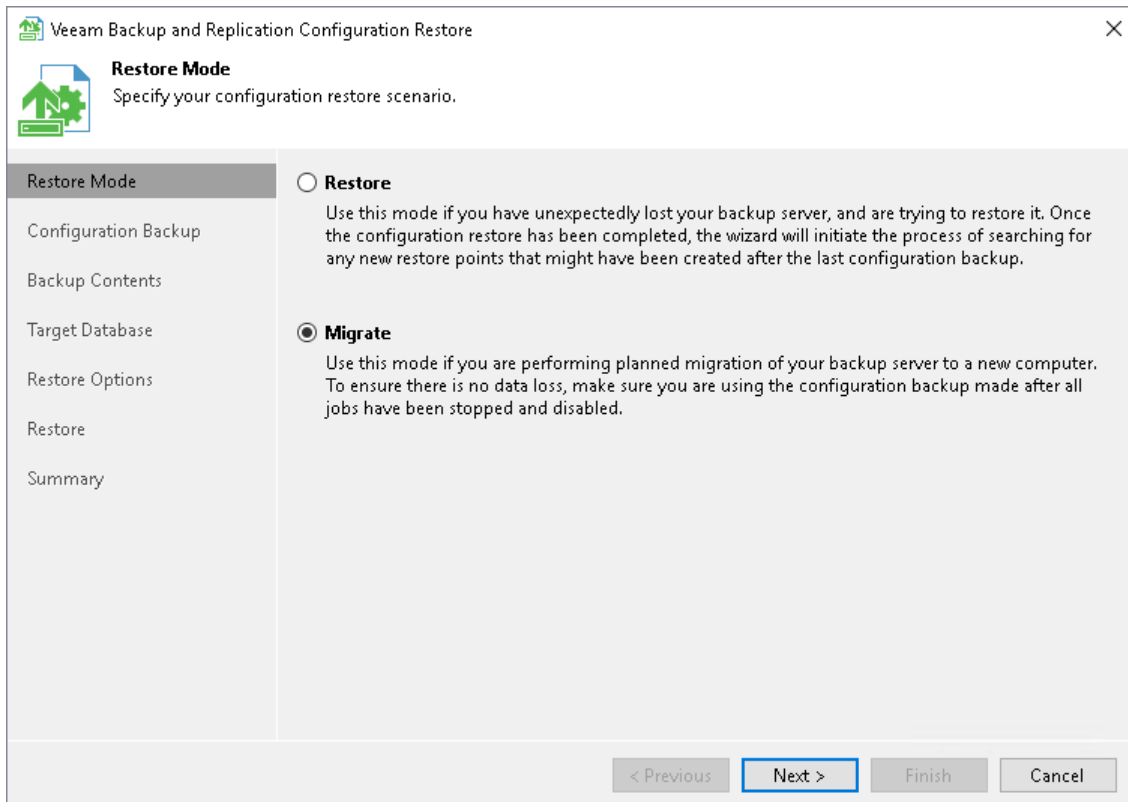 Veeam Backup and Replication Configuration Restore
Restore Mode
Specify your configuration restore scenario.
Restore Mode
Configuration Backup
Backup Contents
Target Database
Restore Options
Restore
Summary
Restore
Use this mode if you have unexpectedly lost your backup server, and are trying to restore it. Once
the configuration restore has been completed, the wizard will initiate the process of searching for
any new restore points that might have been created after the last configuration backup.
Migrate
Use this mode if you are performing planned migration of your backup server to a new computer.
To ensure there is no data loss, make sure you are using the configuration backup made after all
jobs have been stopped and disabled.
< Previous
Next >
Finish
Cancel